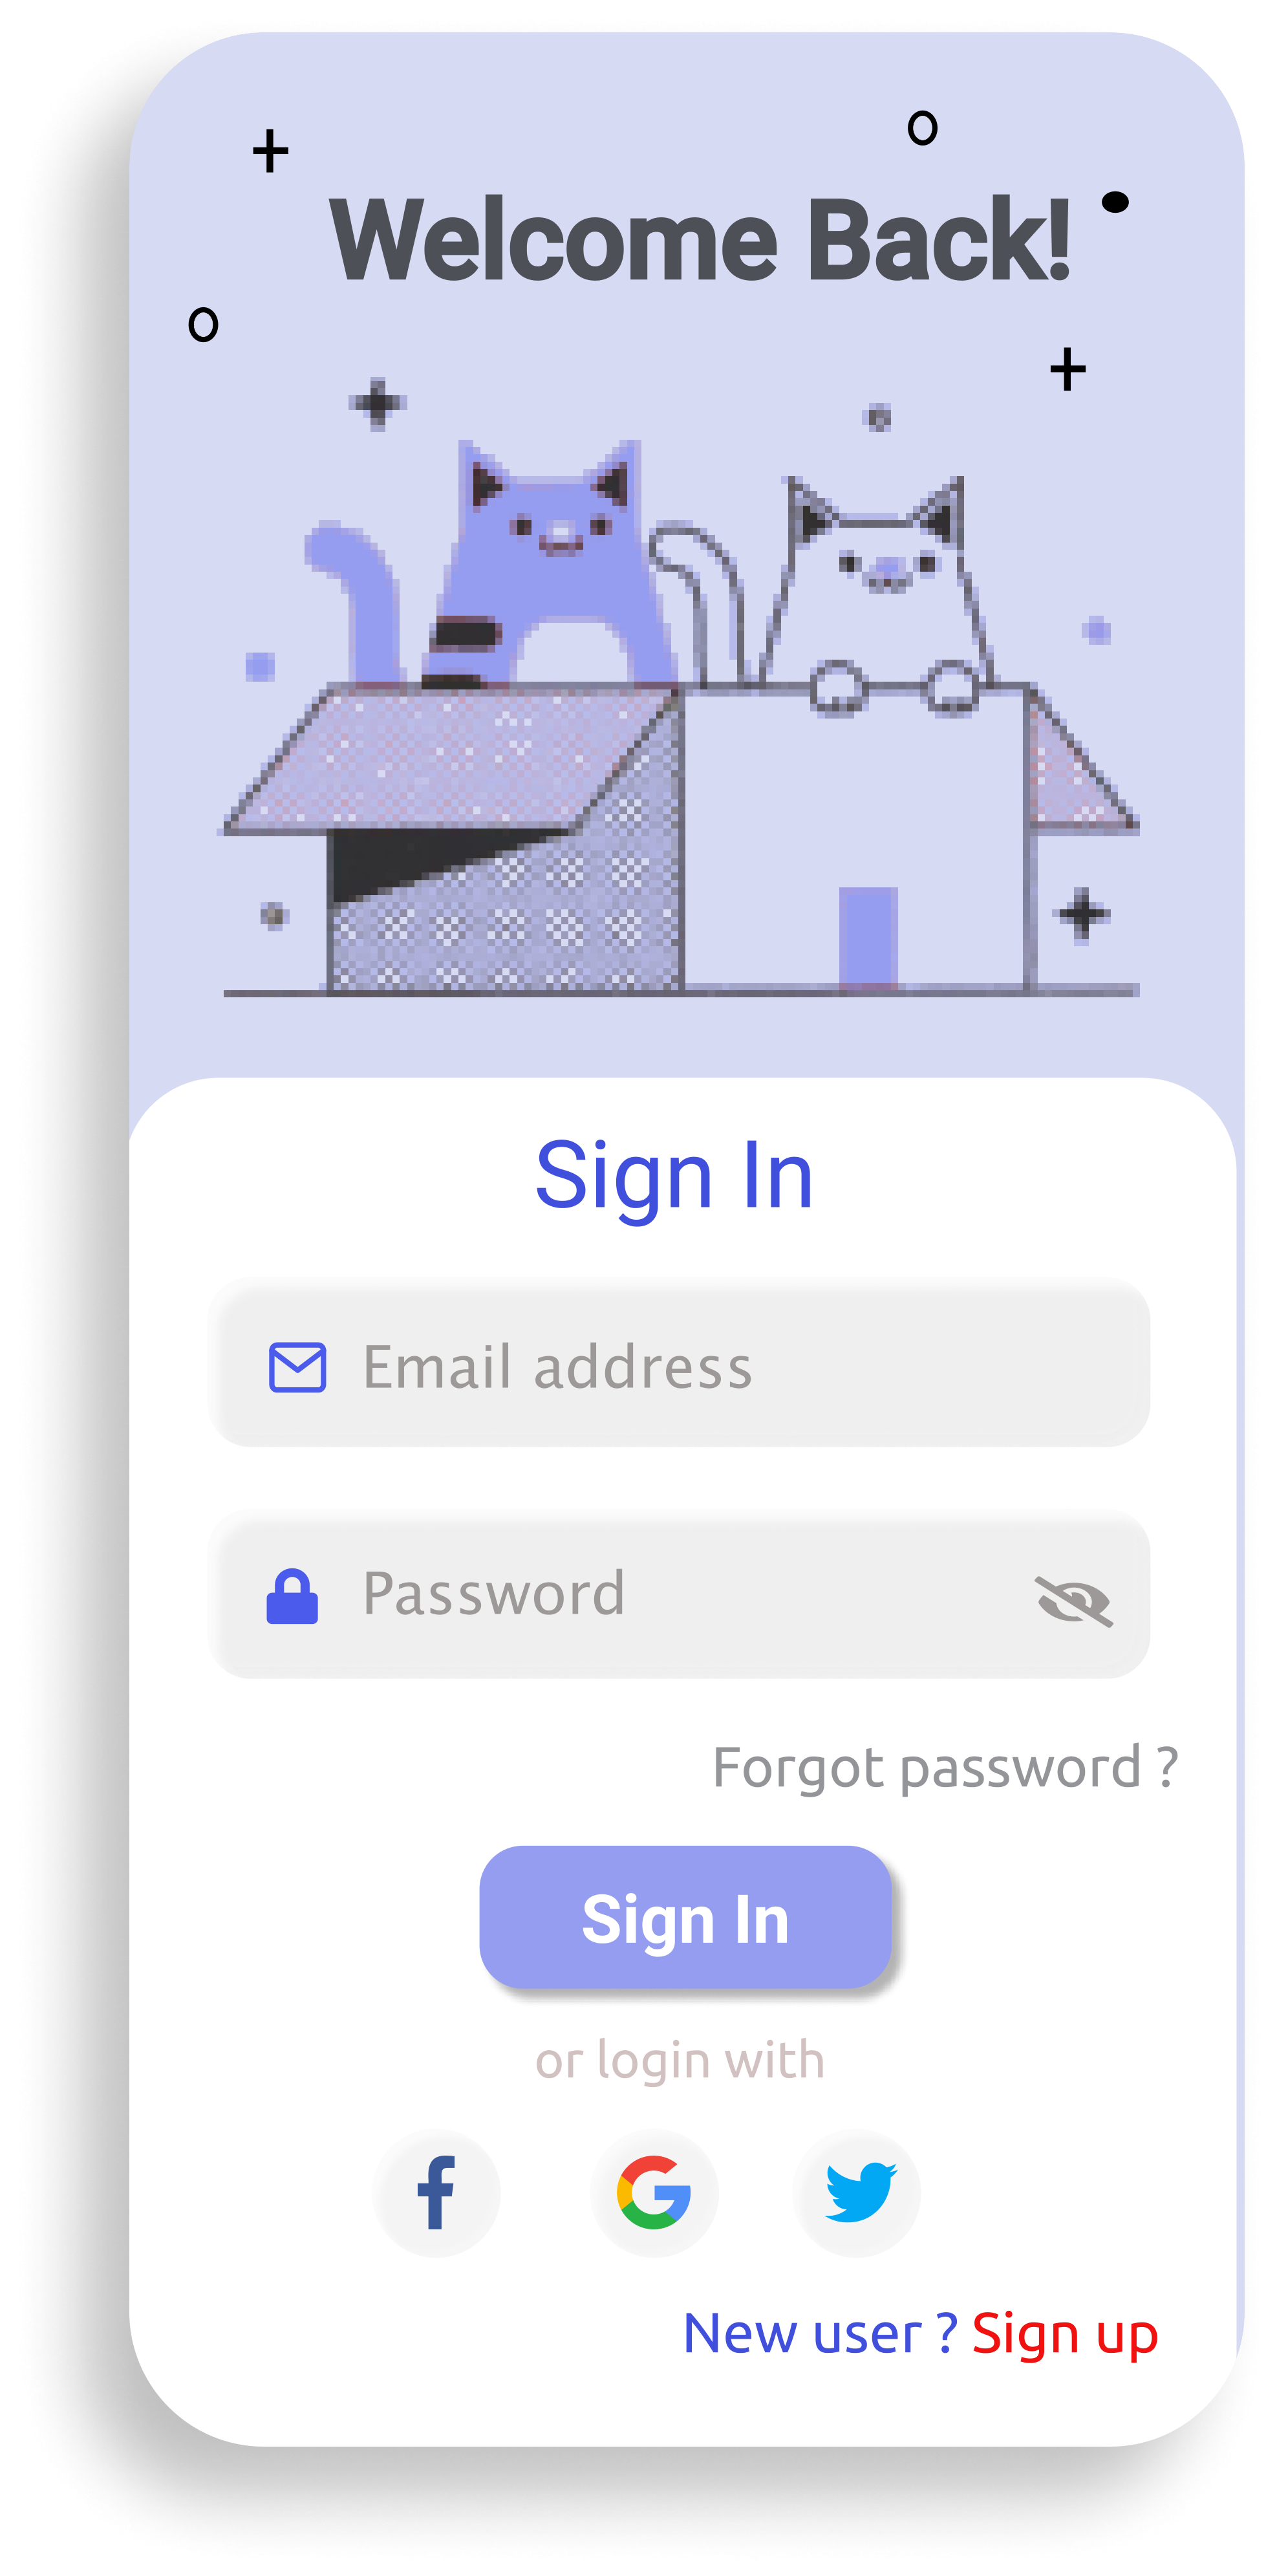 Welcome Back!
Sign In
Email address
Password
Forgot password ?
Sign In
or login with
New user ? Sign up